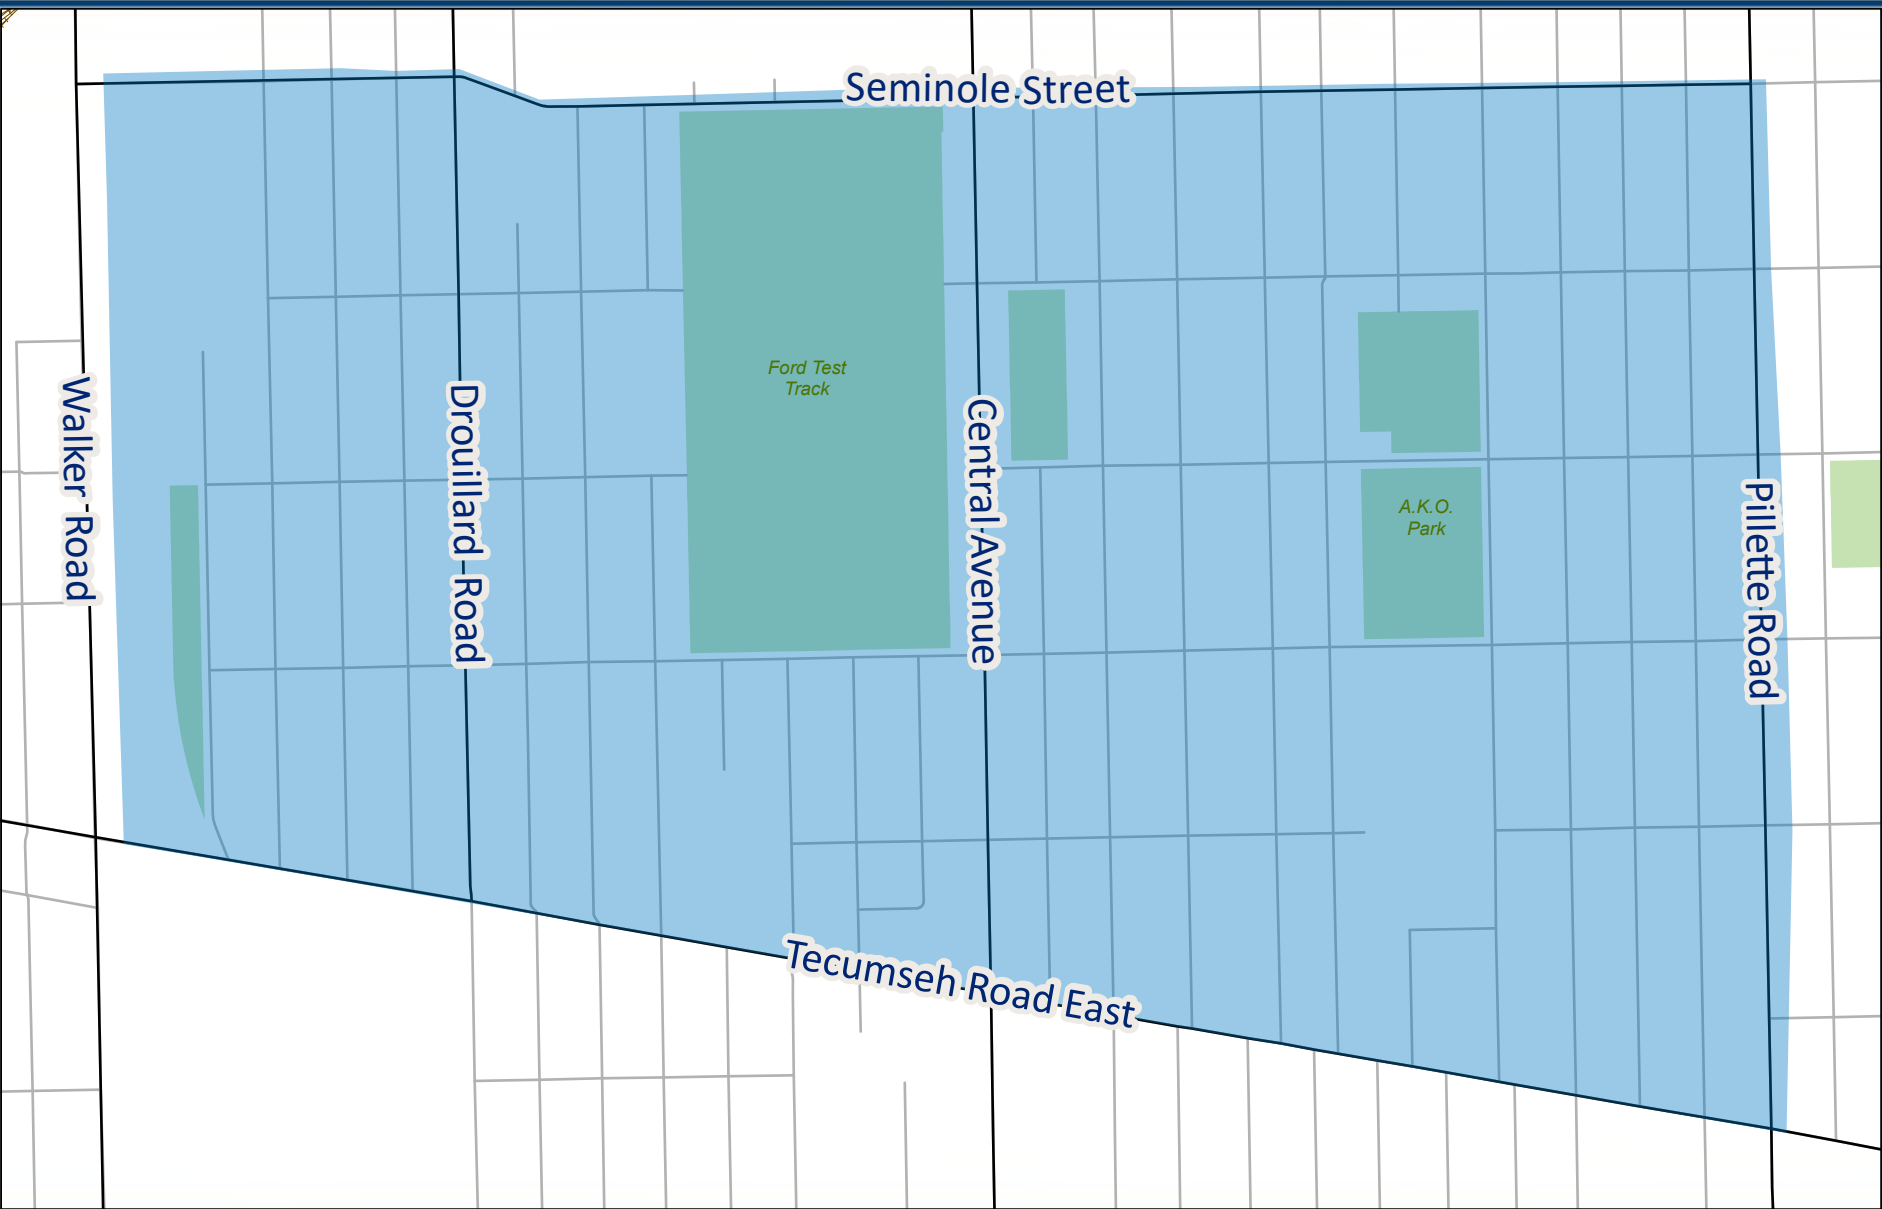 Seminole Street
Ford Test
Track
Walker Road
Drouillard Road
Central Avenue
A.K.O.
Park
Pillette Road
Tecumseh Road East